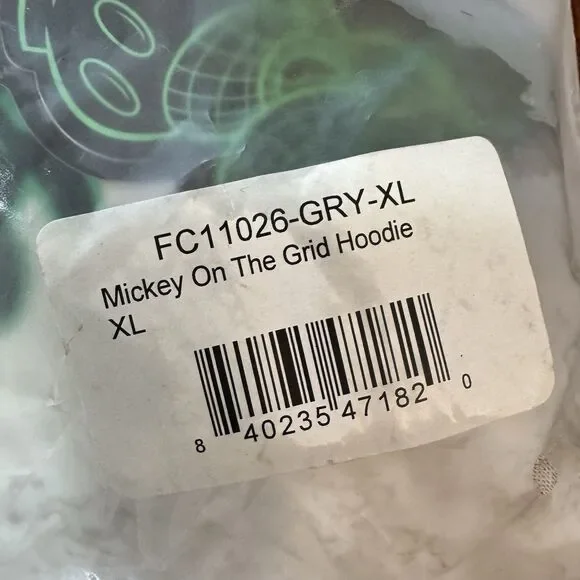 FC11026-GRY-XL
Mickey On The Grid Hoodie
XL
8 40235 47182 0